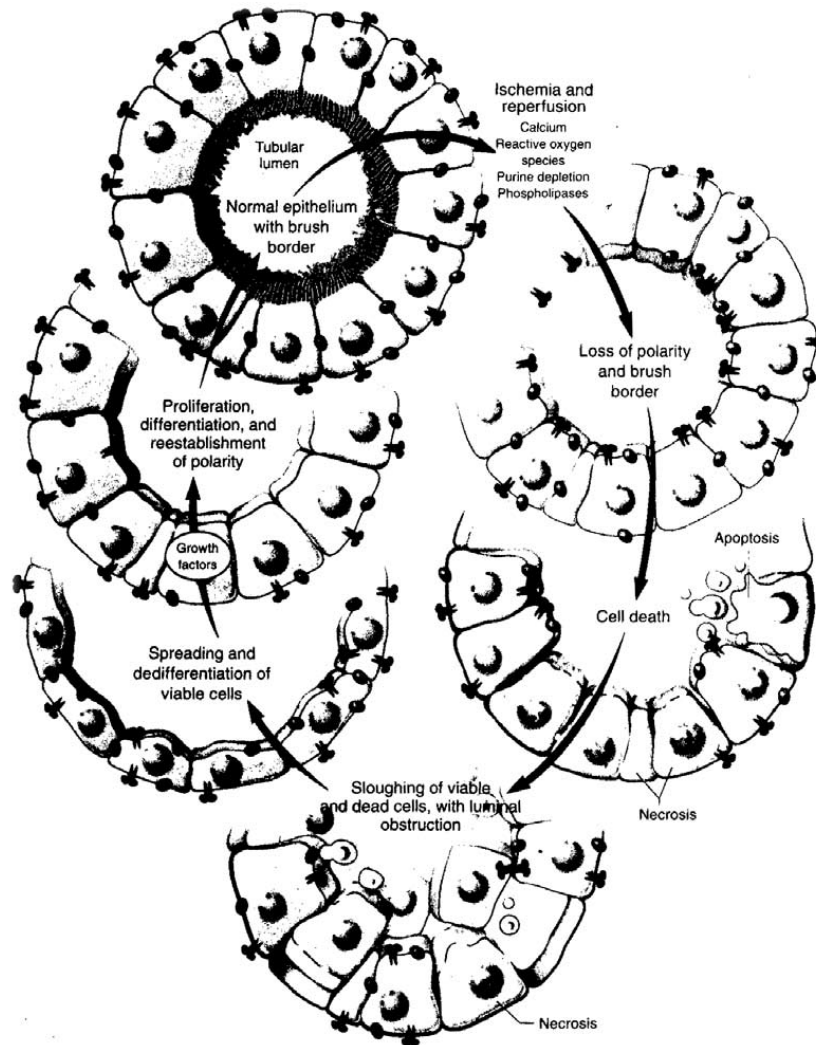 Ischemia and
reperfusion
Calcium
Reactive oxygen
species
Purine depletion
Phospholipases
Tubular
lumen
Normal epithelium
with brush
border
Loss of polarity
and brush
border
Proliferation,
differentiation, and
reestablishment
of polarity
Growth
factors
Apoptosis
Cell death
Spreading and
dedifferentiation of
viable cells
Sloughing of viable
and dead cells, with luminal
obstruction
Necrosis
Necrosis